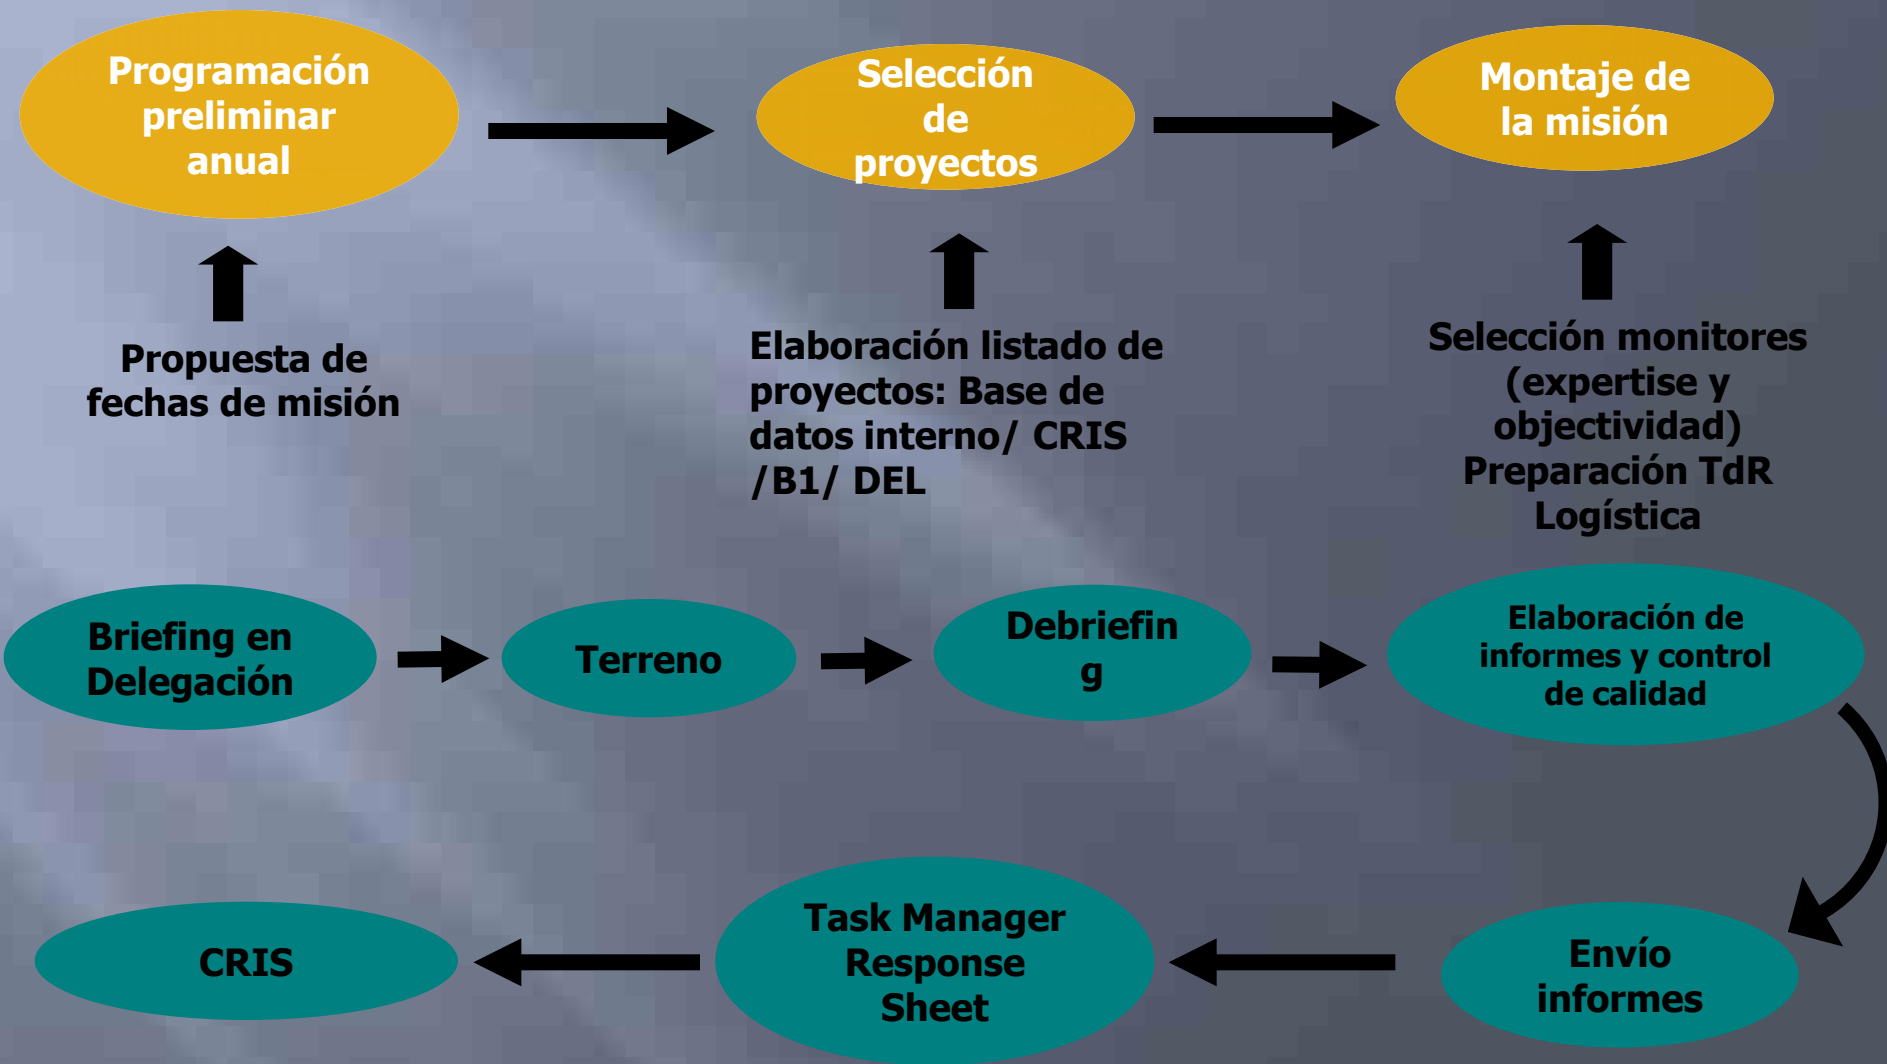 Programación
preliminar
anual
Selección
de
proyectos
Montaje de
la misión
Propuesta de
fechas de misión
Elaboración listado de
proyectos: Base de
datos interno/ CRIS
/B1/ DEL
Selección monitores
(expertise y
objectividad)
Preparación TdR
Logística
Briefing en
Delegación
Terreno
Debriefin
g
Elaboración de
informes y control
de calidad
CRIS
Task Manager
Response
Sheet
Envío
informes